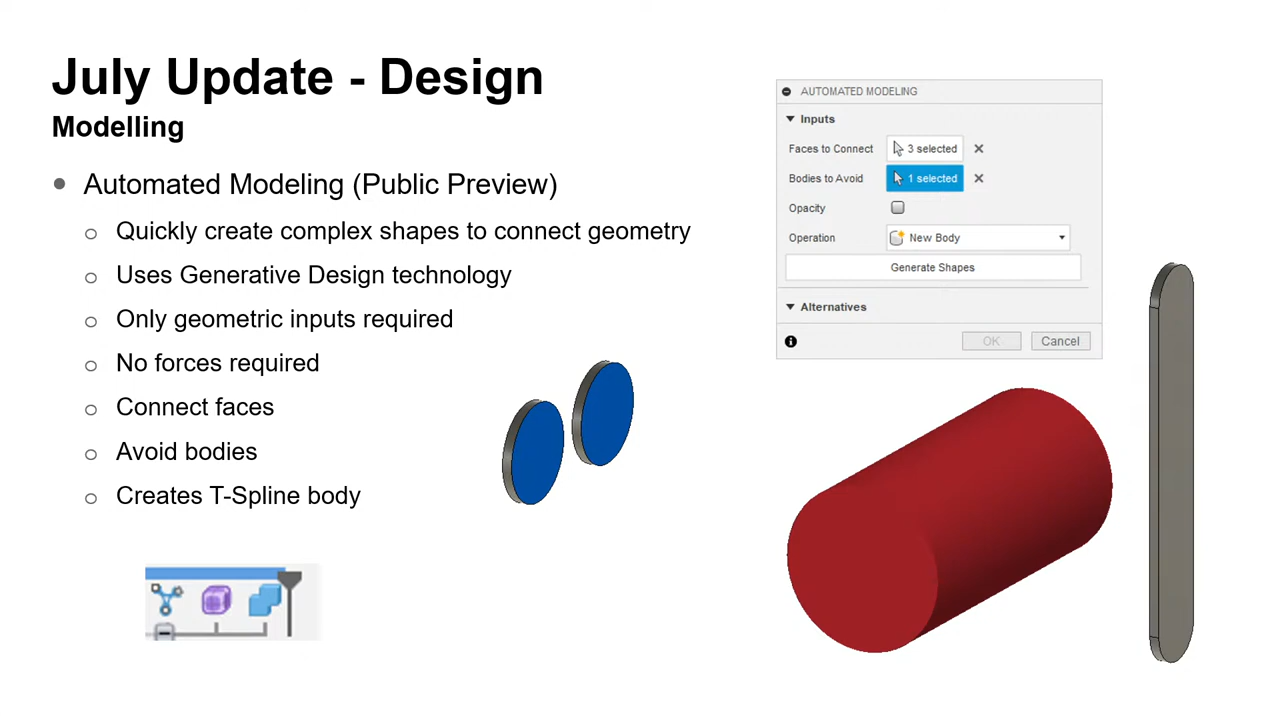 July Update - Design
Modelling
Automated Modeling (Public Preview)
Quickly create complex shapes to connect geometry
Uses Generative Design technology
Only geometric inputs required
No forces required
Connect faces
Avoid bodies
Creates T-Spline body
AUTOMATED MODELING
Inputs
Faces to Connect 3 selected
Bodies to Avoid 1 selected
Opacity
Operation New Body
Generate Shapes
Alternatives
OK Cancel